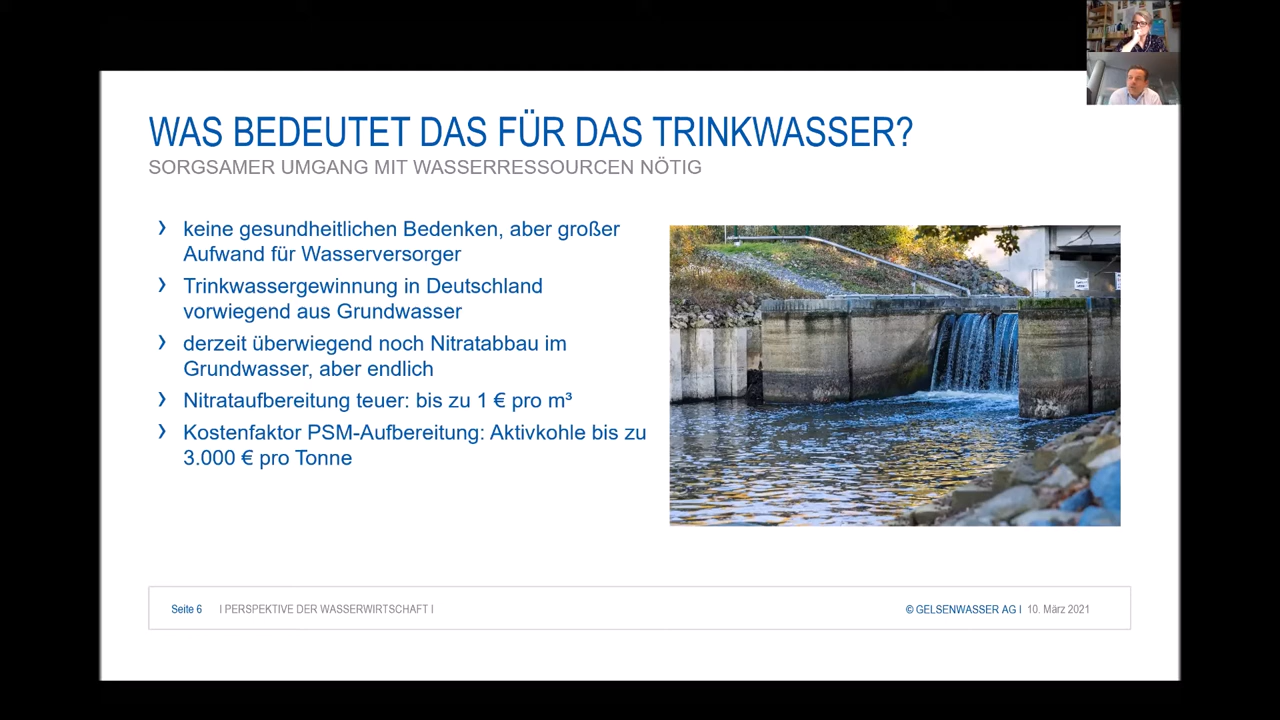 WAS BEDEUTET DAS FÜR DAS TRINKWASSER?
SORGSAMER UMGANG MIT WASSERRESSOURCEN NÖTIG
› keine gesundheitlichen Bedenken, aber großer
Aufwand für Wasserversorger
› Trinkwassergewinnung in Deutschland
vorwiegend aus Grundwasser
› derzeit überwiegend noch Nitratabbau im
Grundwasser, aber endlich
› Nitrataufbereitung teuer: bis zu 1 € pro m³
› Kostenfaktor PSM-Aufbereitung: Aktivkohle bis zu
3.000 € pro Tonne
Seite 6 I PERSPEKTIVE DER WASSERWIRTSCHAFT I
© GELSENWASSER AG I 10. März 2021